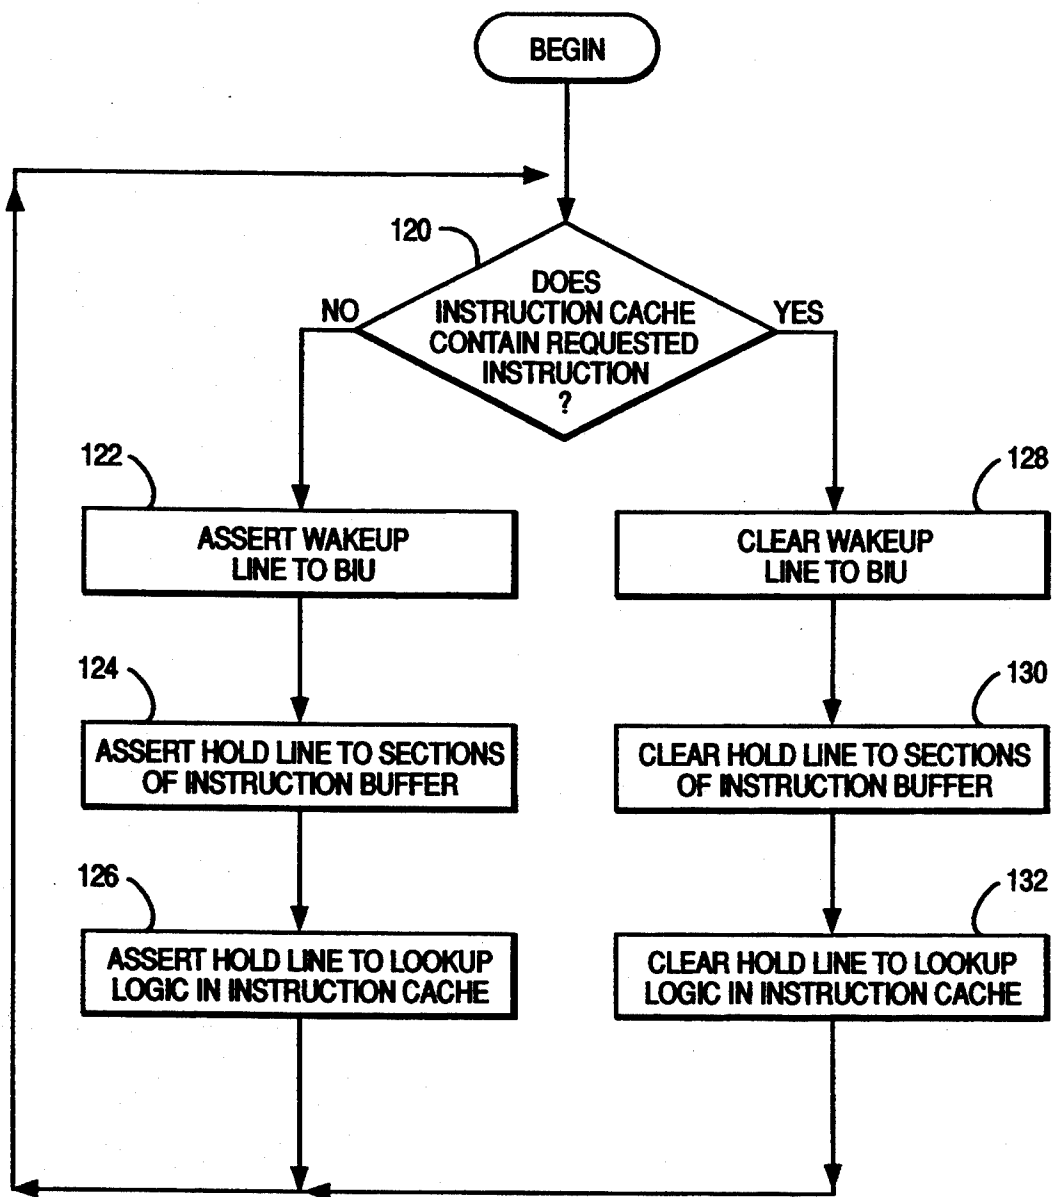 BEGIN
120
DOES
INSTRUCTION CACHE
CONTAIN REQUESTED
INSTRUCTION
?
NO
YES
122
ASSERT WAKEUP
LINE TO BIU
128
CLEAR WAKEUP
LINE TO BIU
124
ASSERT HOLD LINE TO SECTIONS
OF INSTRUCTION BUFFER
130
CLEAR HOLD LINE TO SECTIONS
OF INSTRUCTION BUFFER
126
ASSERT HOLD LINE TO LOOKUP
LOGIC IN INSTRUCTION CACHE
132
CLEAR HOLD LINE TO LOOKUP
LOGIC IN INSTRUCTION CACHE